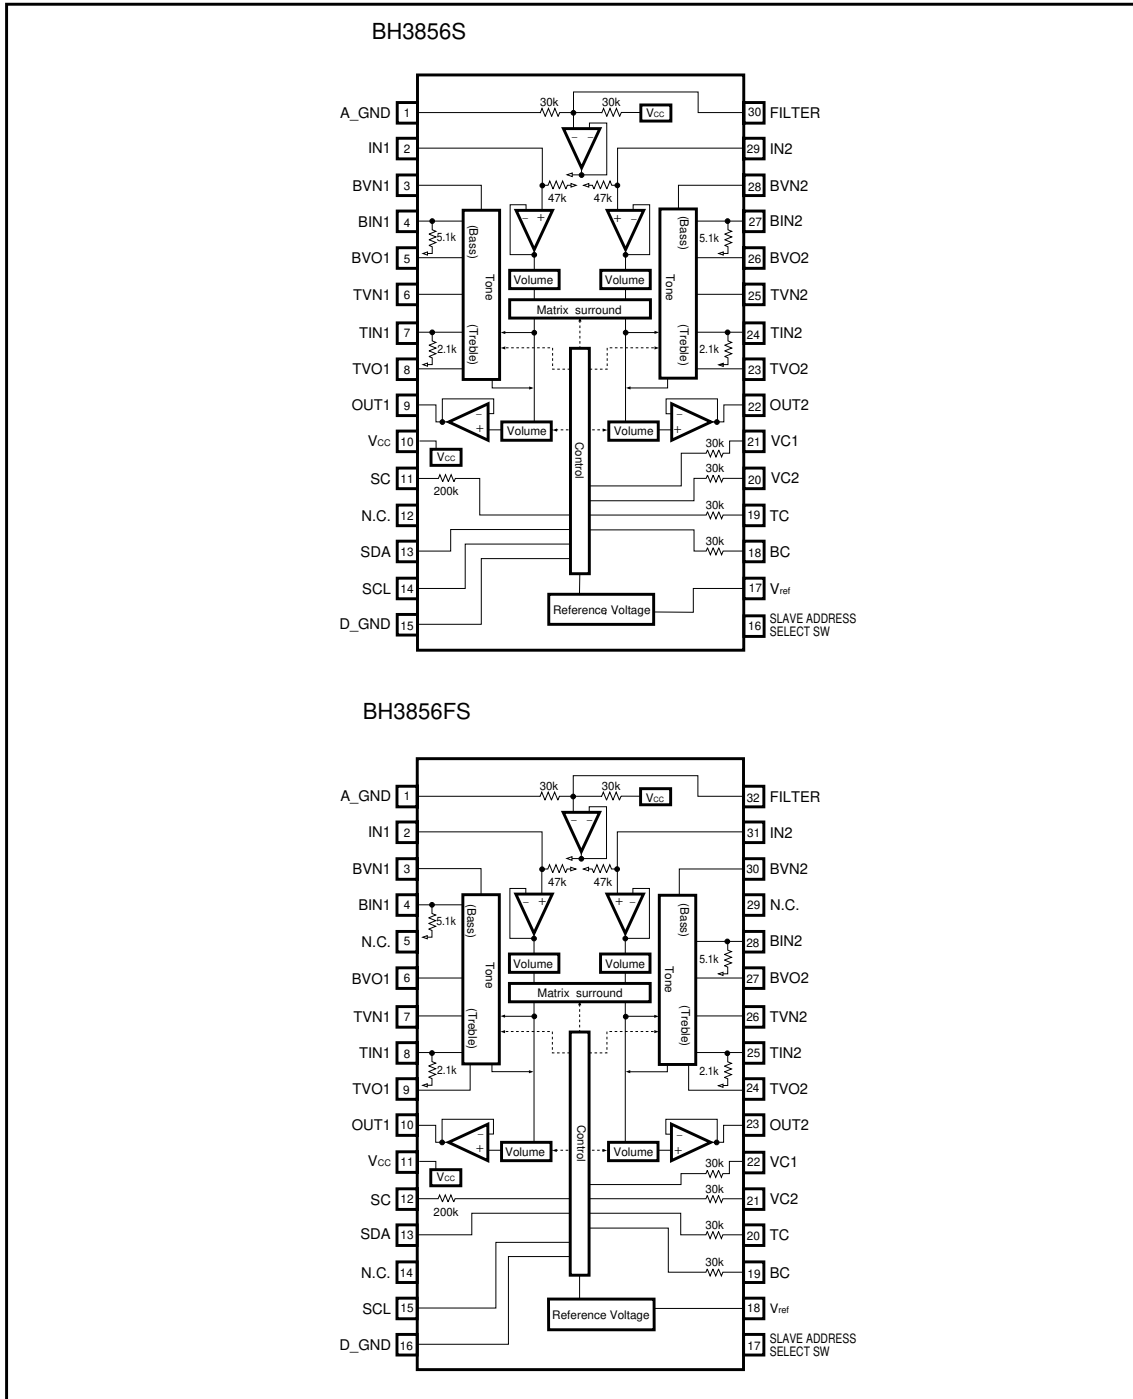 BH3856S
A_GND 1 30k 30k Vcc 30 FILTER
IN1 2 29 IN2
BVN1 3 47k 47k 28 BVN2
BIN1 4 5.1k 5.1k 27 BIN2
BVO1 5 26 BVO2
TVN1 6 25 TVN2
TIN1 7 2.1k 2.1k 24 TIN2
TVO1 8 23 TVO2
OUT1 9 22 OUT2
Vcc 10 Vcc 30k 21 VC1
SC 11 200k 30k 20 VC2
N.C. 12 30k 19 TC
SDA 13 30k 18 BC
SCL 14 17 Vref
D_GND 15 16 SLAVE ADDRESS
SELECT SW
(Bass) Tone (Treble)
− −
− +
+ −
Volume Volume
Matrix surround
(Bass) Tone (Treble)
− +
Volume Volume
− +
Control
Reference Voltage
BH3856FS
A_GND 1 30k 30k Vcc 32 FILTER
IN1 2 31 IN2
BVN1 3 47k 47k 30 BVN2
BIN1 4 5.1k 29 N.C.
N.C. 5 5.1k 28 BIN2
BVO1 6 27 BVO2
TVN1 7 26 TVN2
TIN1 8 2.1k 2.1k 25 TIN2
TVO1 9 24 TVO2
OUT1 10 23 OUT2
Vcc 11 Vcc 30k 22 VC1
SC 12 200k 30k 21 VC2
SDA 13 30k 20 TC
N.C. 14 30k 19 BC
SCL 15 18 Vref
D_GND 16 17 SLAVE ADDRESS
SELECT SW
(Bass) Tone (Treble)
− −
− +
+ −
Volume Volume
Matrix surround
(Bass) Tone (Treble)
− +
Volume Volume
− +
Control
Reference Voltage